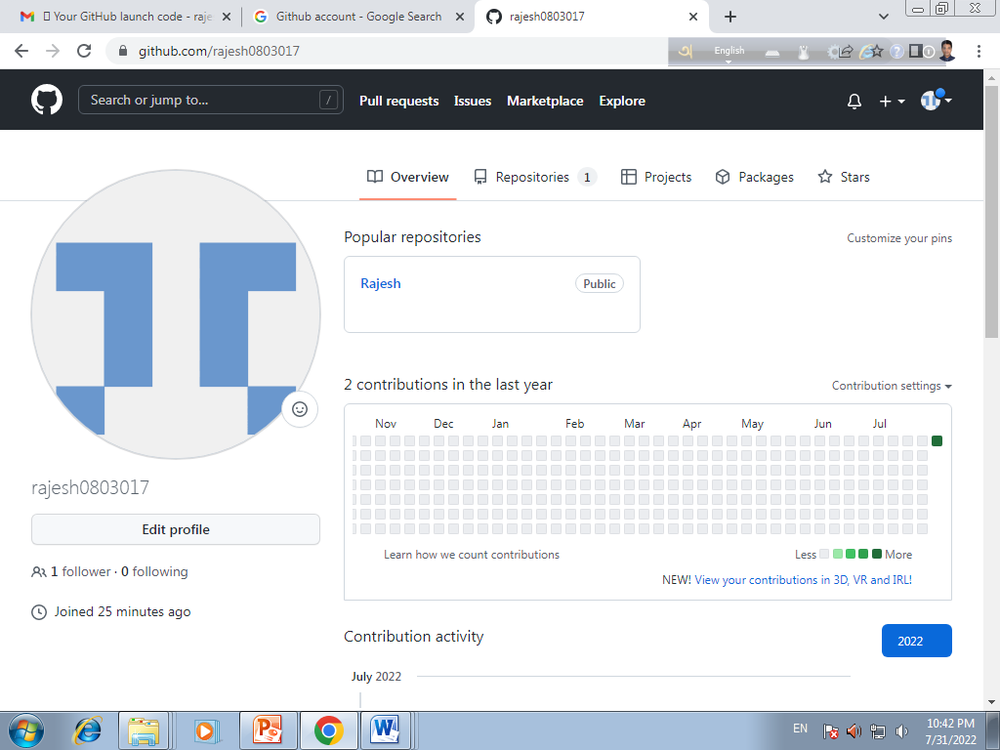 Your GitHub launch code - raje
Github account - Google Search
rajesh0803017
github.com/rajesh0803017
English
Search or jump to...
/
Pull requests
Issues
Marketplace
Explore
Overview
Repositories 1
Projects
Packages
Stars
Popular repositories
Customize your pins
Rajesh
Public
2 contributions in the last year
Contribution settings
Nov Dec Jan Feb Mar Apr May Jun Jul
Learn how we count contributions
Less More
NEW! View your contributions in 3D, VR and IRL!
rajesh0803017
Edit profile
1 follower · 0 following
Joined 25 minutes ago
Contribution activity
2022
July 2022
EN
10:42 PM
7/31/2022